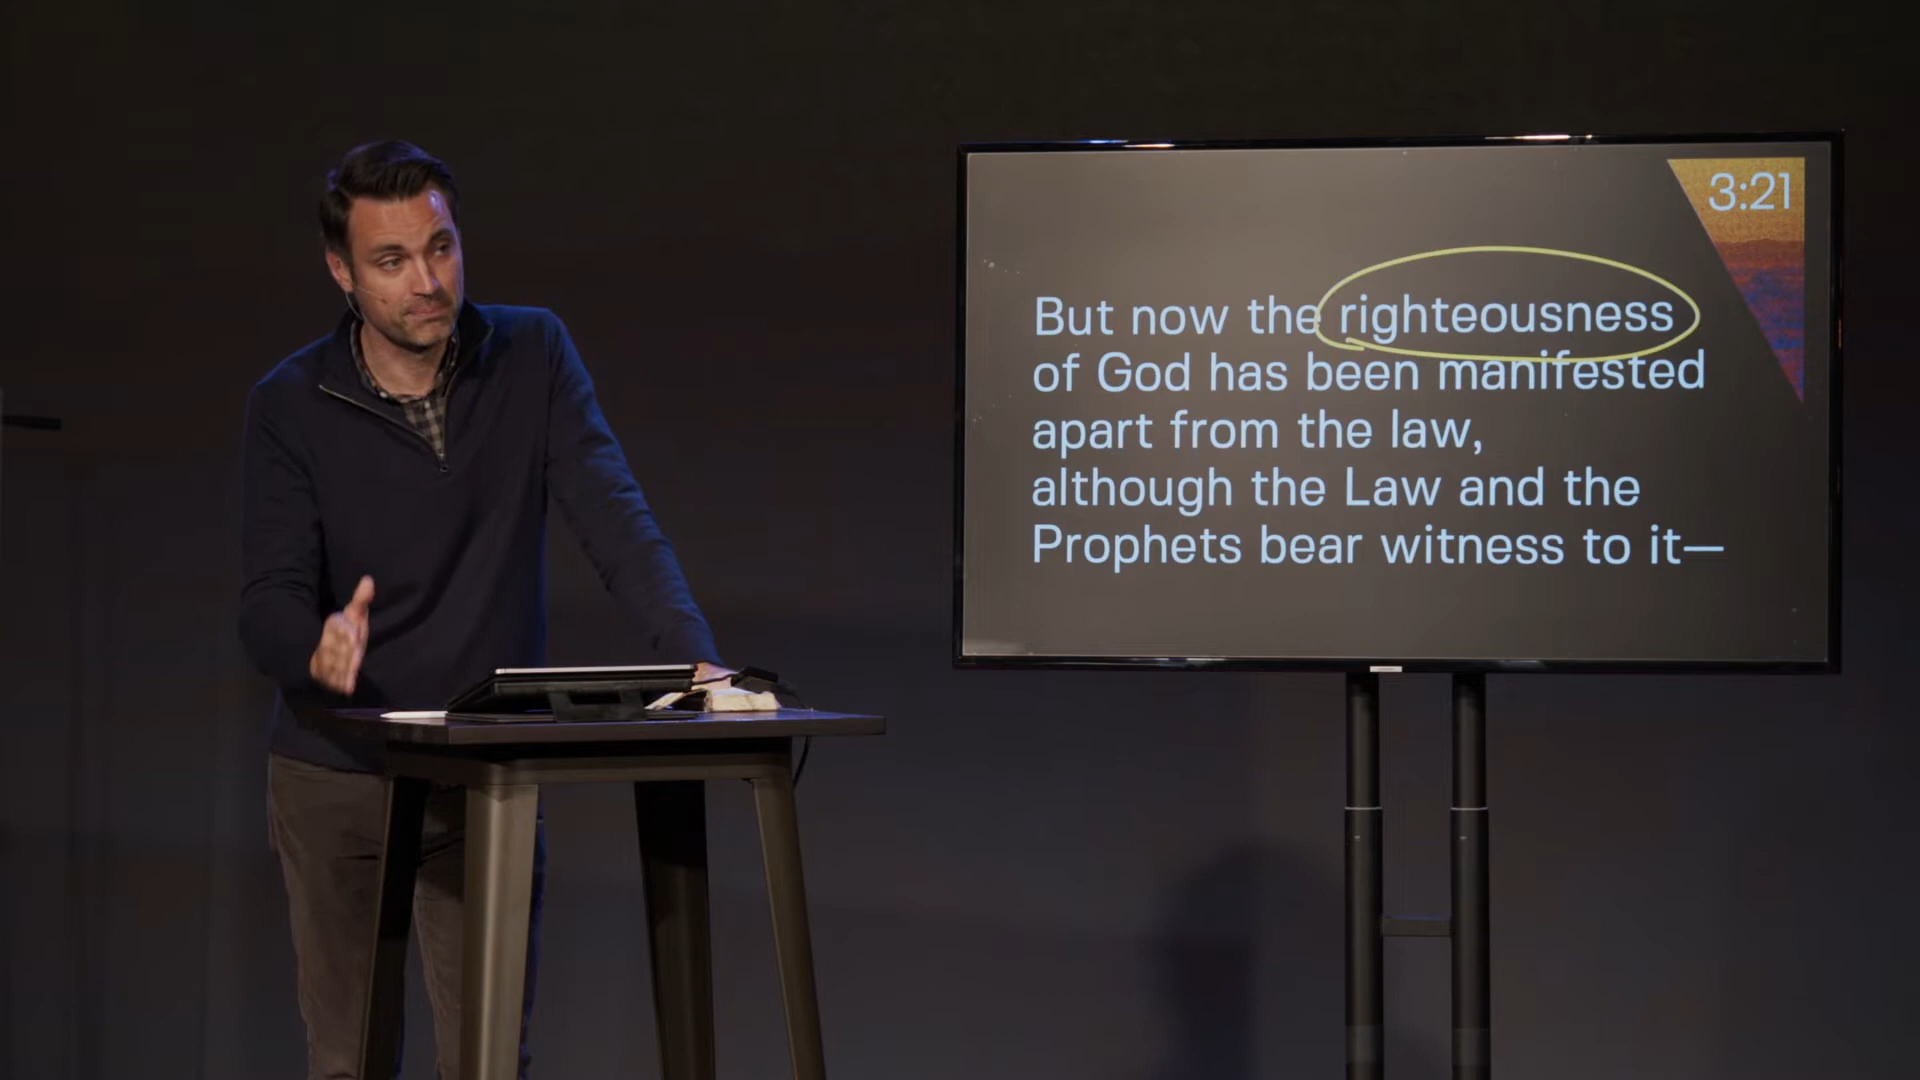 3:21
But now the righteousness
of God has been manifested
apart from the law,
although the Law and the
Prophets bear witness to it—